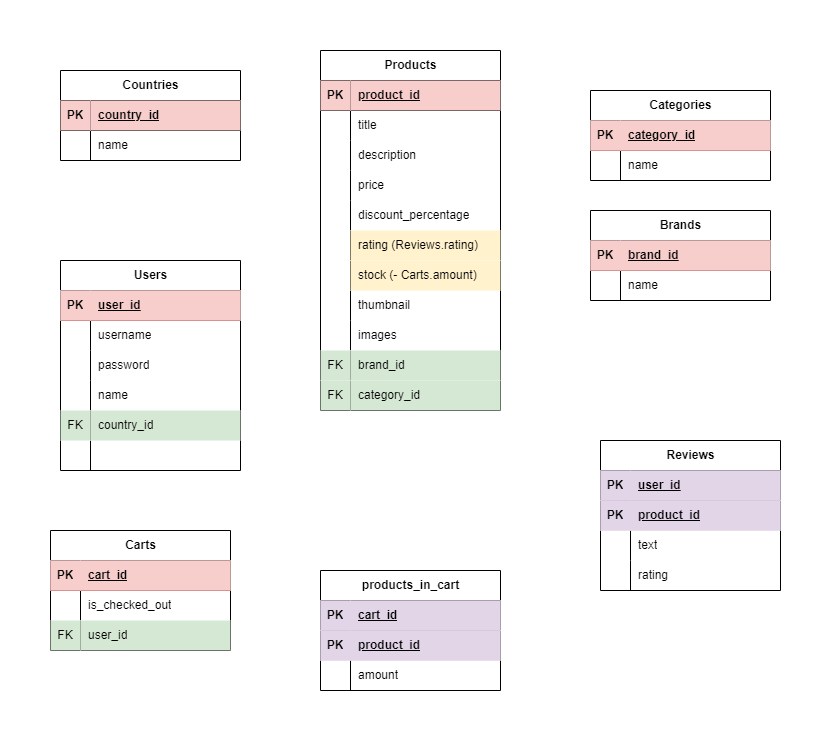 Countries
PK country_id
name
Users
PK user_id
username
password
name
FK country_id
Carts
PK cart_id
is_checked_out
FK user_id
Products
PK product_id
title
description
price
discount_percentage
rating (Reviews.rating)
stock (- Carts.amount)
thumbnail
images
FK brand_id
FK category_id
products_in_cart
PK cart_id
PK product_id
amount
Categories
PK category_id
name
Brands
PK brand_id
name
Reviews
PK user_id
PK product_id
text
rating